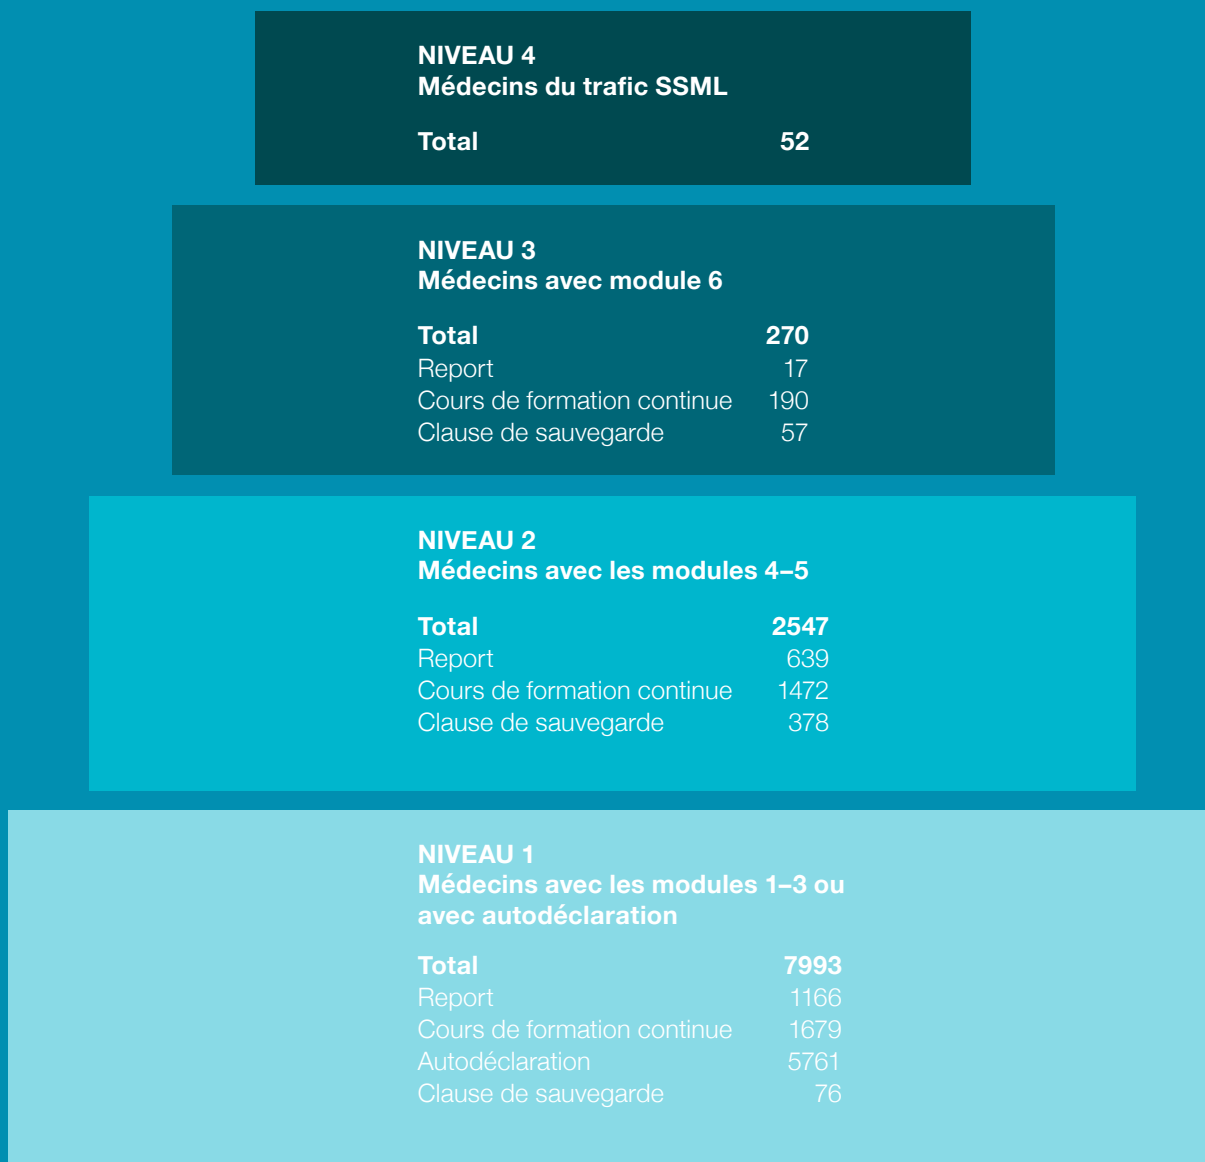 NIVEAU 4
Médecins du trafic SSML
Total 52
NIVEAU 3
Médecins avec module 6
Total 270
Report 17
Cours de formation continue 190
Clause de sauvegarde 57
NIVEAU 2
Médecins avec les modules 4–5
Total 2547
Report 639
Cours de formation continue 1472
Clause de sauvegarde 378
NIVEAU 1
Médecins avec les modules 1–3 ou
avec autodéclaration
Total 7993
Report 1166
Cours de formation continue 1679
Autodéclaration 5761
Clause de sauvegarde 76